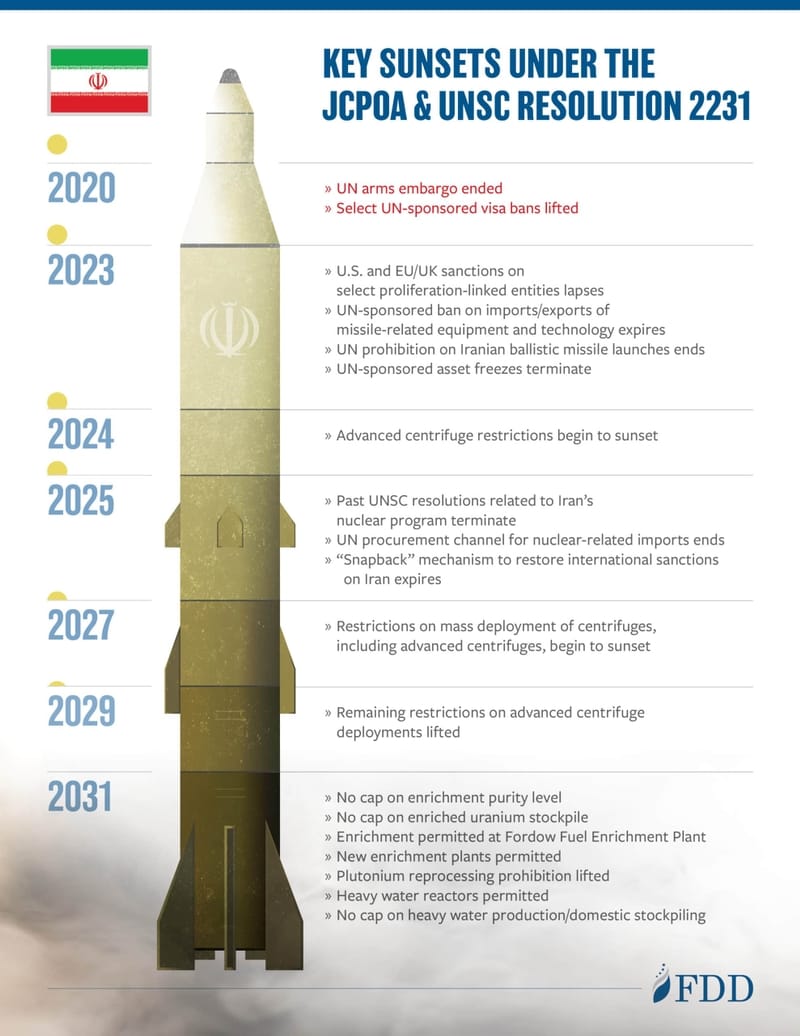 KEY SUNSETS UNDER THE
JCPOA & UNSC RESOLUTION 2231
2020
» UN arms embargo ended
» Select UN-sponsored visa bans lifted
2023
» U.S. and EU/UK sanctions on
select proliferation-linked entities lapses
» UN-sponsored ban on imports/exports of
missile-related equipment and technology expires
» UN prohibition on Iranian ballistic missile launches ends
» UN-sponsored asset freezes terminate
2024
» Advanced centrifuge restrictions begin to sunset
2025
» Past UNSC resolutions related to Iran’s
nuclear program terminate
» UN procurement channel for nuclear-related imports ends
» “Snapback” mechanism to restore international sanctions
on Iran expires
2027
» Restrictions on mass deployment of centrifuges,
including advanced centrifuges, begin to sunset
2029
» Remaining restrictions on advanced centrifuge
deployments lifted
2031
» No cap on enrichment purity level
» No cap on enriched uranium stockpile
» Enrichment permitted at Fordow Fuel Enrichment Plant
» New enrichment plants permitted
» Plutonium reprocessing prohibition lifted
» Heavy water reactors permitted
» No cap on heavy water production/domestic stockpiling
FDD